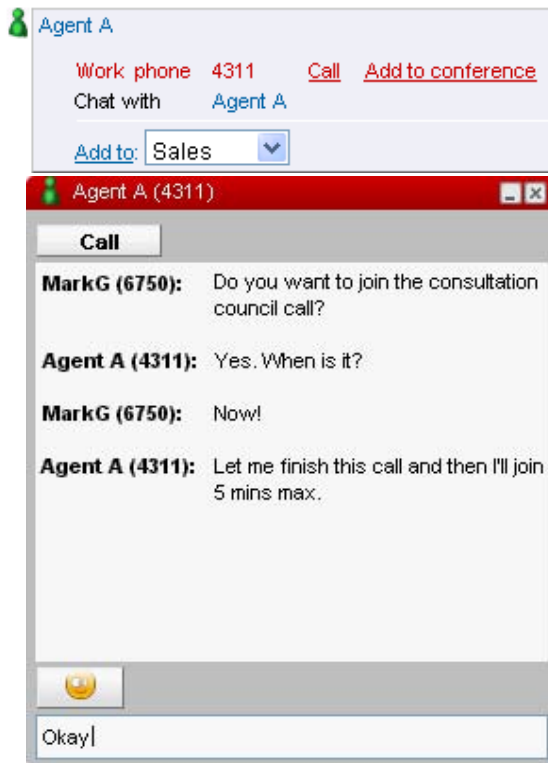 Agent A
Work phone 4311 Call Add to conference
Chat with Agent A
Add to: Sales
Agent A (4311)
Call
MarkG (6750): Do you want to join the consultation
council call?
Agent A (4311): Yes. When is it?
MarkG (6750): Now!
Agent A (4311): Let me finish this call and then I'll join
5 mins max.
Okay